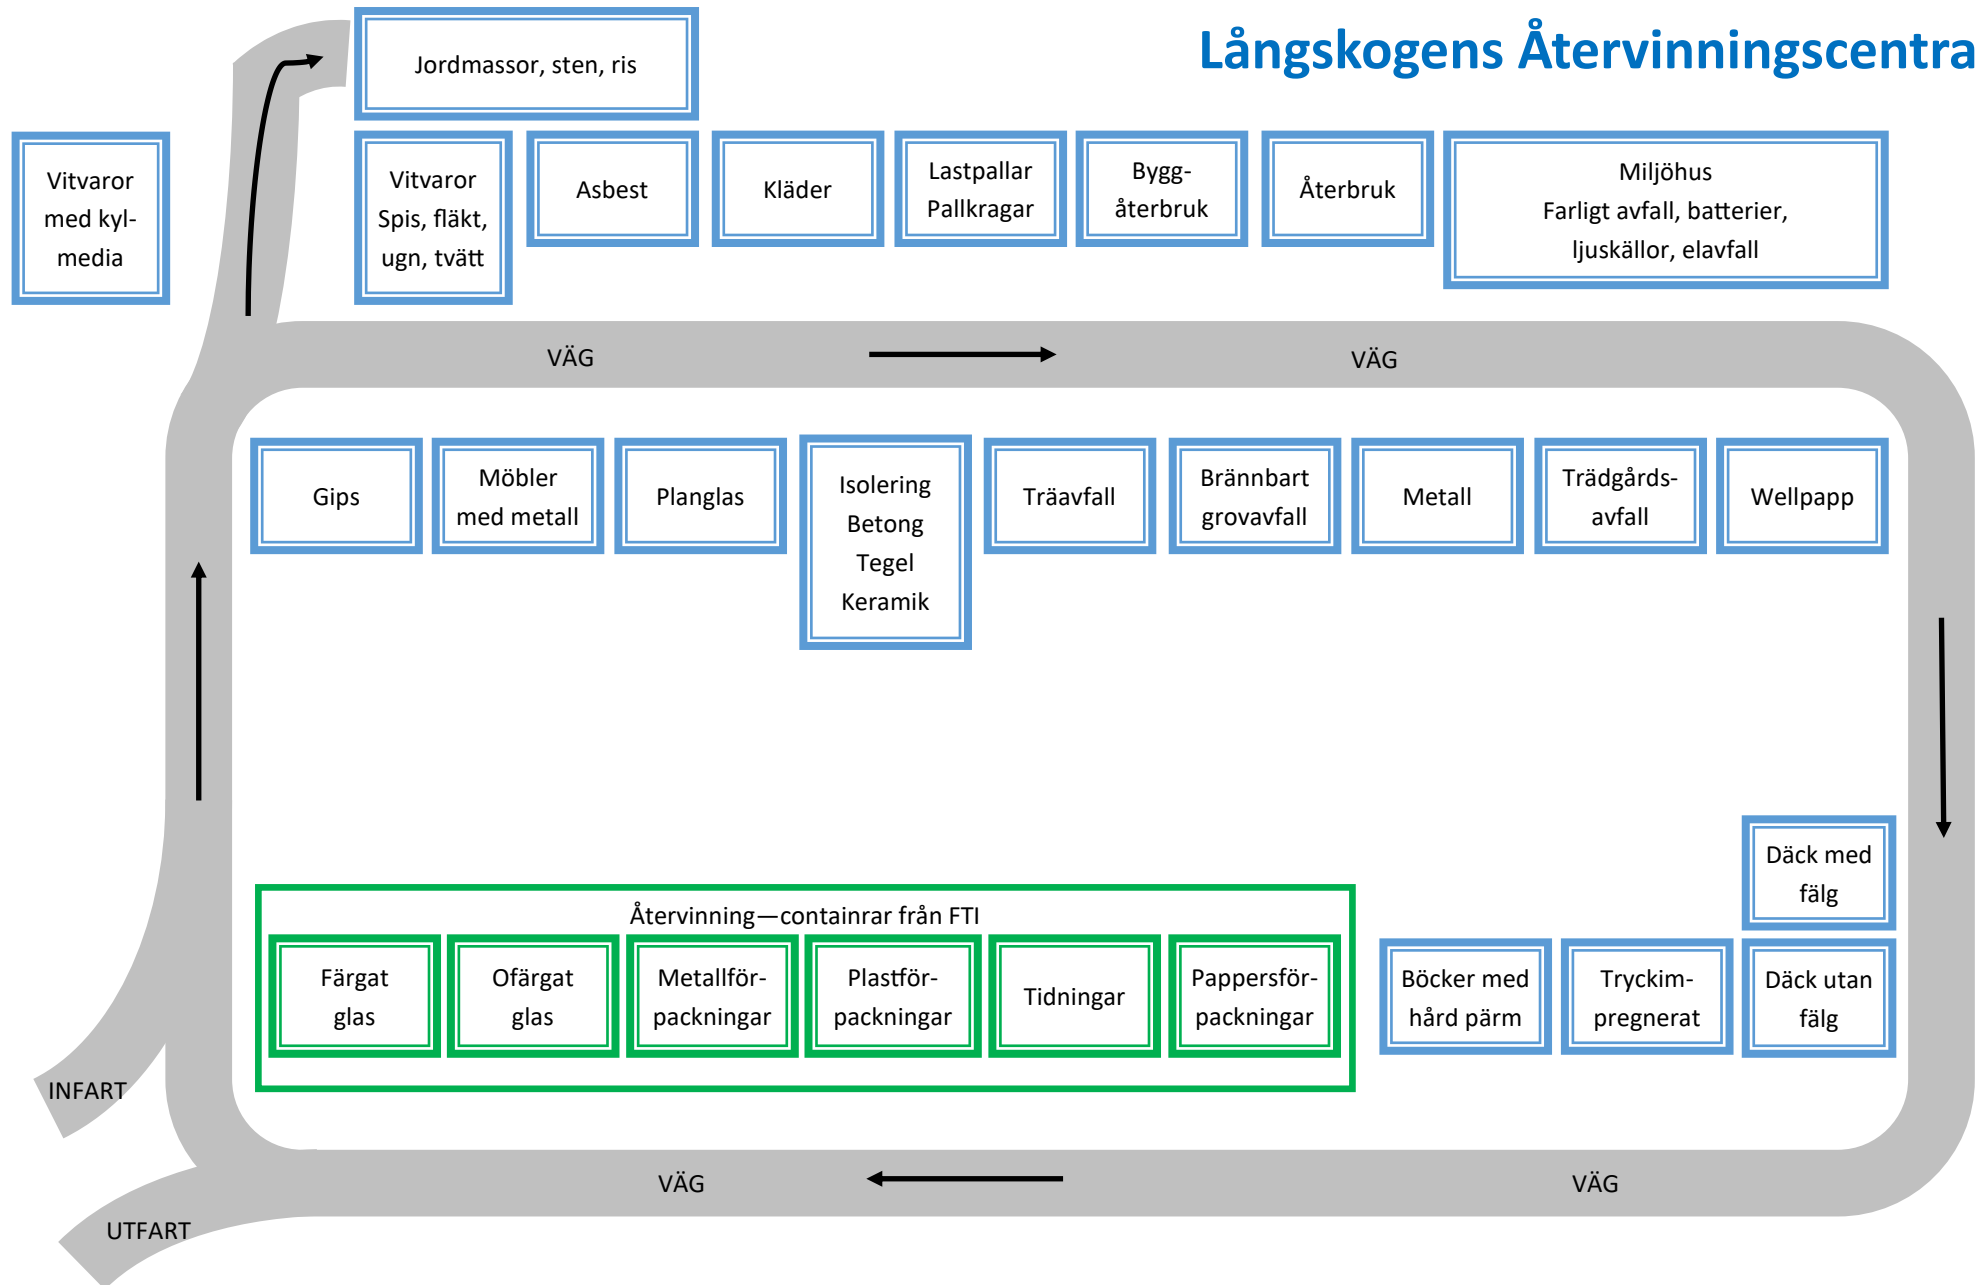 Långskogens Återvinningscentra
Jordmassor, sten, ris
Vitvaror
med kyl-
media
Vitvaror
Spis, fläkt,
ugn, tvätt
Asbest
Kläder
Lastpallar
Pallkragar
Bygg-
återbruk
Återbruk
Miljöhus
Farligt avfall, batterier,
ljuskällor, elavfall
VÄG
VÄG
Gips
Möbler
med metall
Planglas
Isolering
Betong
Tegel
Keramik
Träavfall
Brännbart
grovavfall
Metall
Trädgårds-
avfall
Wellpapp
Däck med
fälg
Återvinning—containrar från FTI
Färgat
glas
Ofärgat
glas
Metallför-
packningar
Plastför-
packningar
Tidningar
Pappersför-
packningar
Böcker med
hård pärm
Tryckim-
pregnerat
Däck utan
fälg
INFART
VÄG
VÄG
UTFART